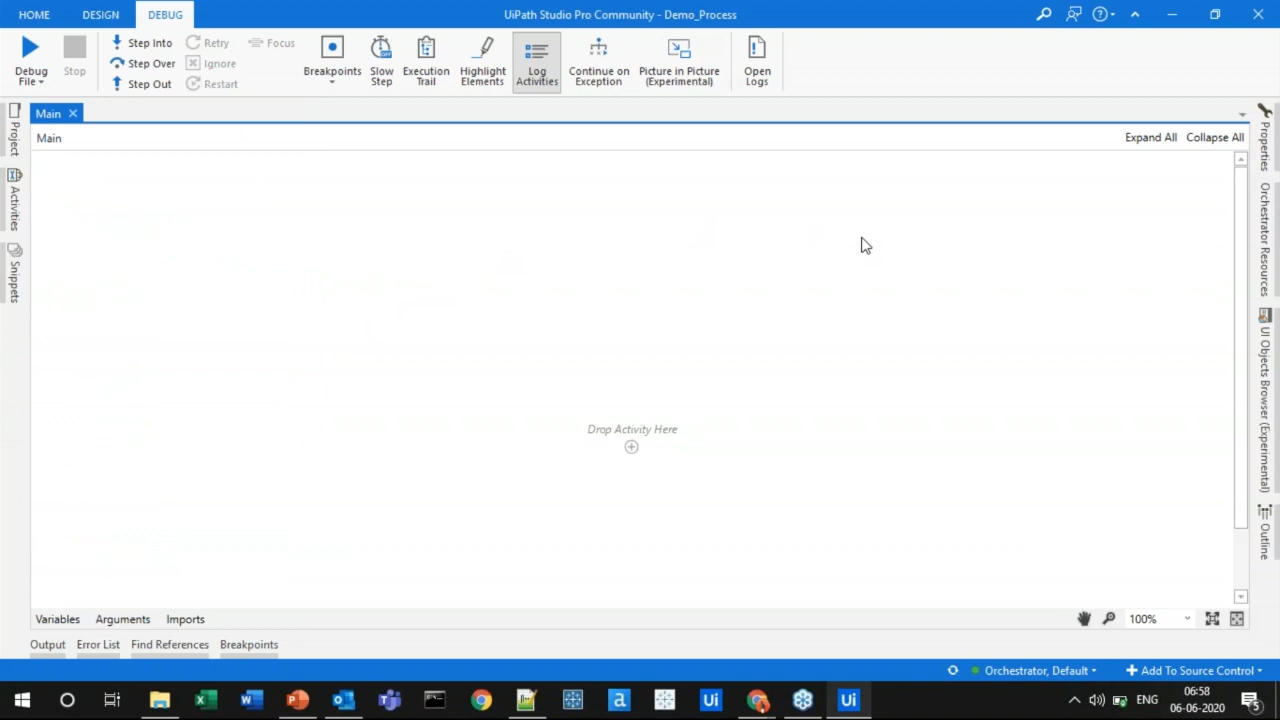 HOME DESIGN DEBUG UiPath Studio Pro Community - Demo_Process
Debug File
Stop
Step Into
Step Over
Step Out
Retry
Ignore
Restart
Focus
Breakpoints
Slow Step
Execution Trail
Highlight Elements
Log Activities
Continue on Exception
Picture in Picture (Experimental)
Open Logs
Main
Main Expand All Collapse All
Project
Activities
Snippets
Drop Activity Here
Properties
Orchestrator Resources
UI Objects Browser (Experimental)
Outline
Variables Arguments Imports 100%
Output Error List Find References Breakpoints
Orchestrator, Default Add To Source Control
ENG
06:58
06-06-2020
5